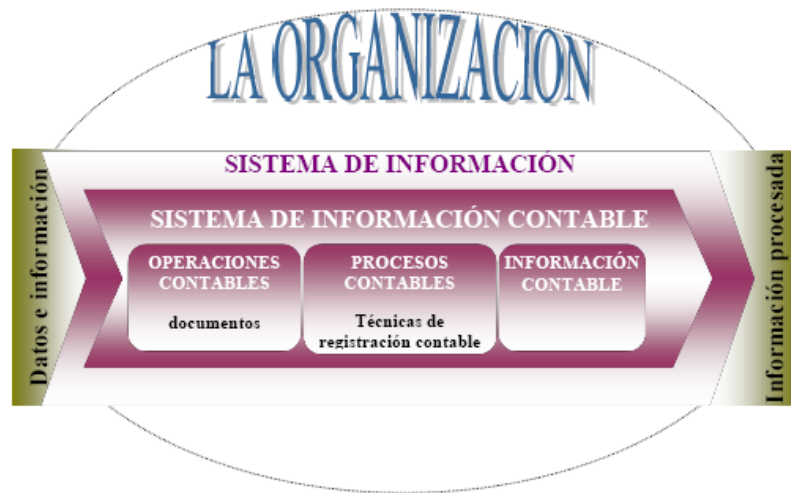 LA ORGANIZACION
SISTEMA DE INFORMACIÓN
SISTEMA DE INFORMACIÓN CONTABLE
Datos e información
OPERACIONES
CONTABLES
documentos
PROCESOS
CONTABLES
Técnicas de
registración contable
INFORMACIÓN
CONTABLE
Información procesada